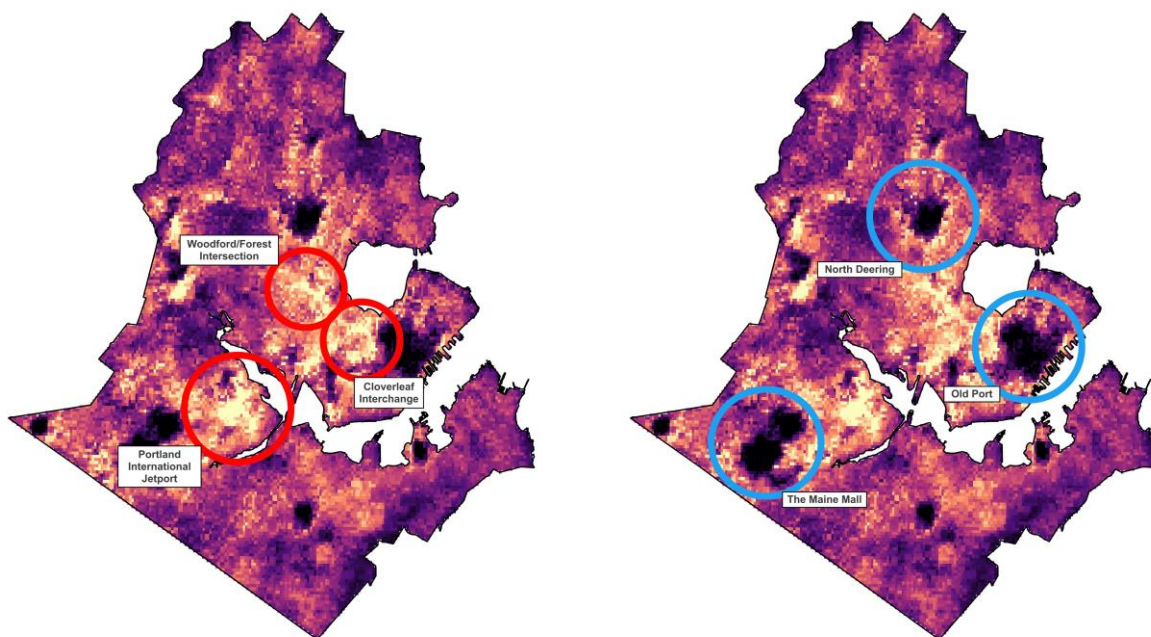 Woodford/Forest
Intersection
Cloverleaf
Interchange
Portland
International
Jetport
North Deering
Old Port
The Maine Mall